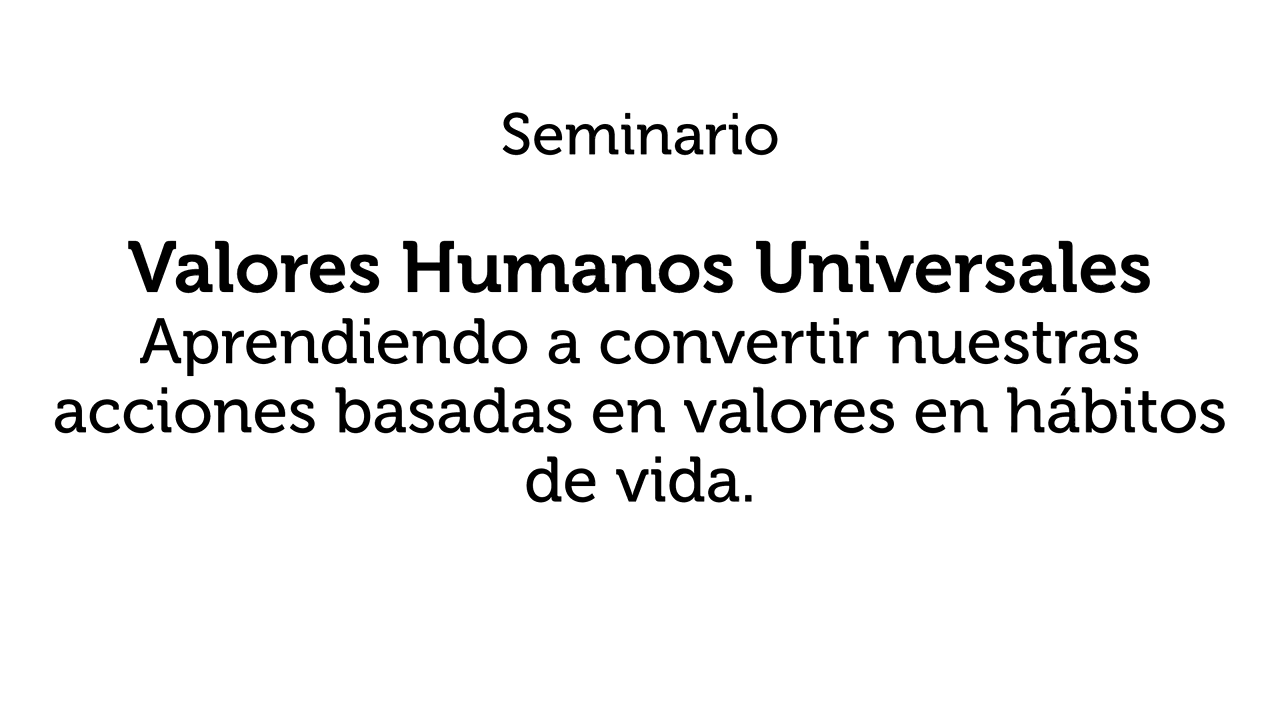 Seminario
Valores Humanos Universales
Aprendiendo a convertir nuestras
acciones basadas en valores en hábitos
de vida.